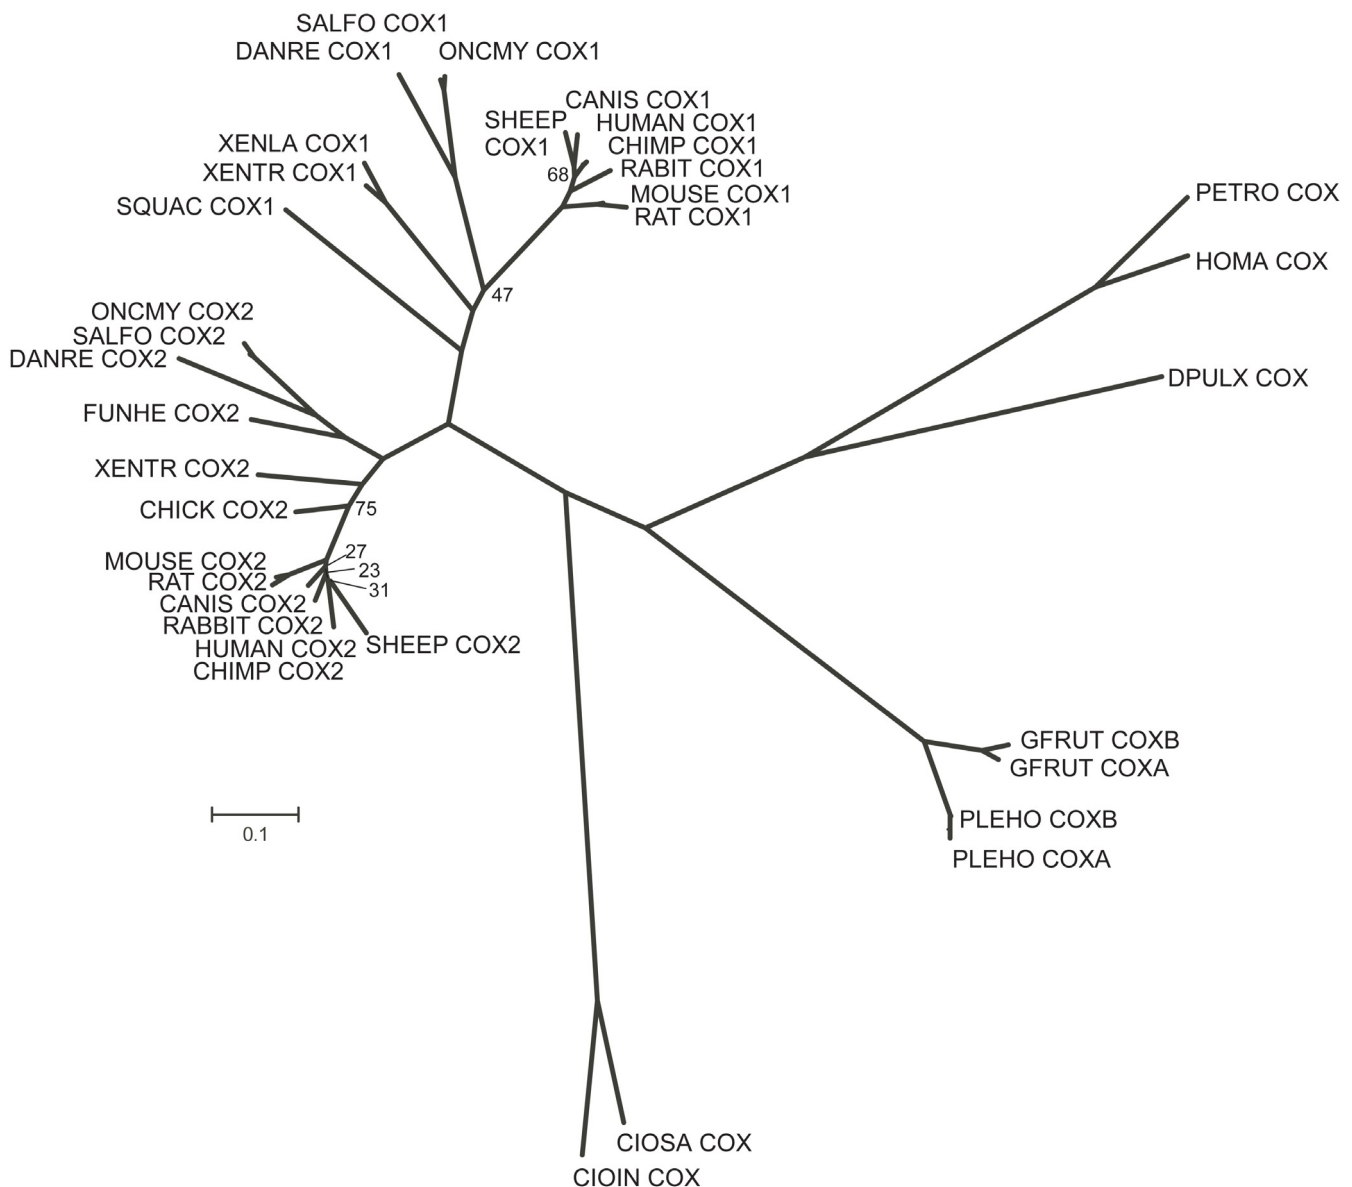 SALFO COX1
DANRE COX1
ONCMY COX1
CANIS COX1
SHEEP
COX1
HUMAN COX1
CHIMP COX1
RABIT COX1
MOUSE COX1
RAT COX1
68
XENLA COX1
XENTR COX1
SQUAC COX1
47
PETRO COX
HOMA COX
DPULX COX
ONCMY COX2
SALFO COX2
DANRE COX2
FUNHE COX2
XENTR COX2
CHICK COX2
75
MOUSE COX2
RAT COX2
CANIS COX2
RABBIT COX2
HUMAN COX2
CHIMP COX2
SHEEP COX2
27
23
31
GFRUT COXB
GFRUT COXA
PLEHO COXB
PLEHO COXA
0.1
CIOSA COX
CIOIN COX